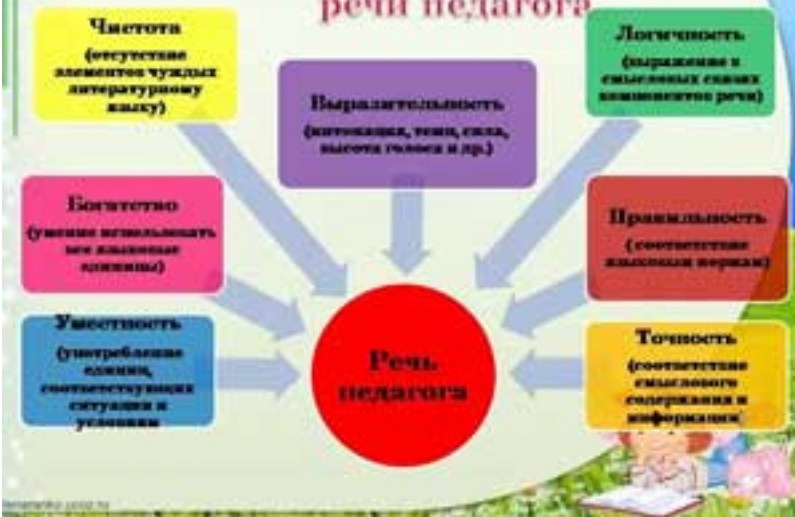 речи педагога
Чистота
(отсутствие
элементов чуждых
литературному
языку)
Выразительность
(интонация, темп, сила,
высота голоса и др.)
Логичность
(выражение в
смысловых связях
компонентов речи)
Богатство
(умение использовать
все языковые
единицы)
Правильность
(соответствие
языковым нормам)
Уместность
(употребление
единиц,
соответствующих
ситуации и
условиям
Речь
педагога
Точность
(соответствие
смыслового
содержания и
информации)